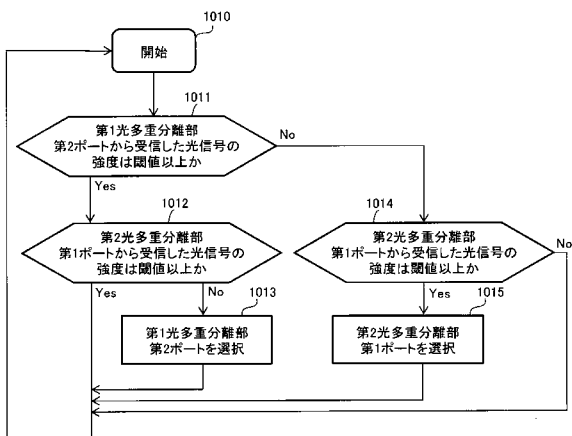 1010
開始
1011
第1光多重分離部
第2ポートから受信した光信号の
強度は閾値以上か
No
Yes
1012
第2光多重分離部
第1ポートから受信した光信号の
強度は閾値以上か
Yes
No
1013
第1光多重分離部
第2ポートを選択
1014
第2光多重分離部
第1ポートから受信した光信号の
強度は閾値以上か
No
Yes
1015
第2光多重分離部
第1ポートを選択